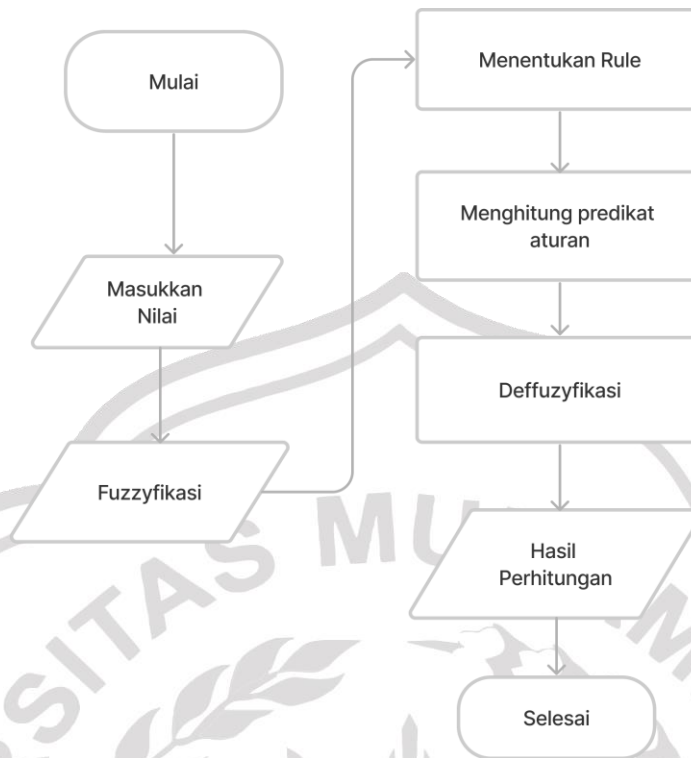 Mulai
Masukkan
Nilai
Fuzzyfikasi
Menentukan Rule
Menghitung predikat
aturan
Deffuzyfikasi
Hasil
Perhitungan
Selesai